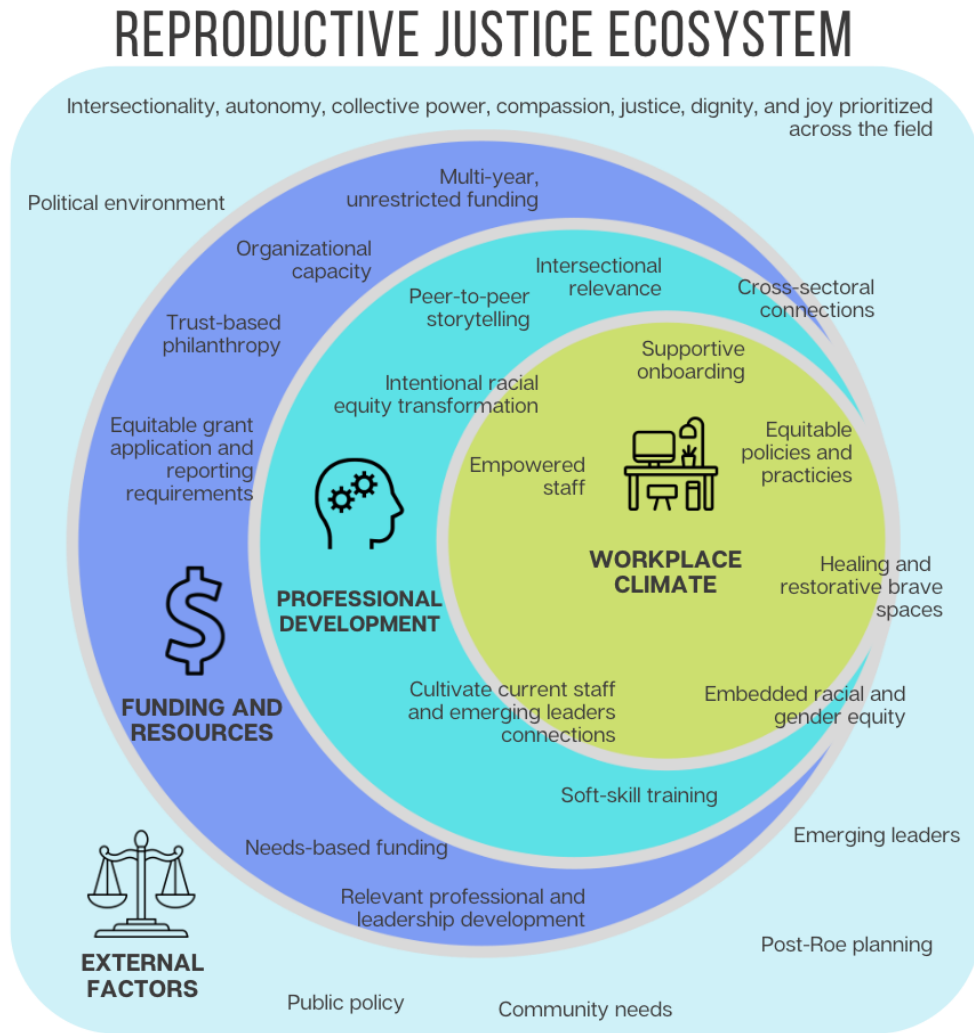 REPRODUCTIVE JUSTICE ECOSYSTEM
Intersectionality, autonomy, collective power, compassion, justice, dignity, and joy prioritized
across the field
Political environment
Multi-year,
unrestricted funding
Organizational
capacity
Trust-based
philanthropy
Equitable grant
application and
reporting
requirements
FUNDING AND
RESOURCES
Needs-based funding
Relevant professional and
leadership development
Intersectional
relevance
Peer-to-peer
storytelling
Cross-sectoral
connections
Intentional racial
equity transformation
PROFESSIONAL
DEVELOPMENT
Cultivate current staff
and emerging leaders
connections
Soft-skill training
Supportive
onboarding
Equitable
policies and
practicies
Empowered
staff
WORKPLACE
CLIMATE
Healing and
restorative brave
spaces
Embedded racial and
gender equity
Emerging leaders
Post-Roe planning
EXTERNAL
FACTORS
Public policy
Community needs